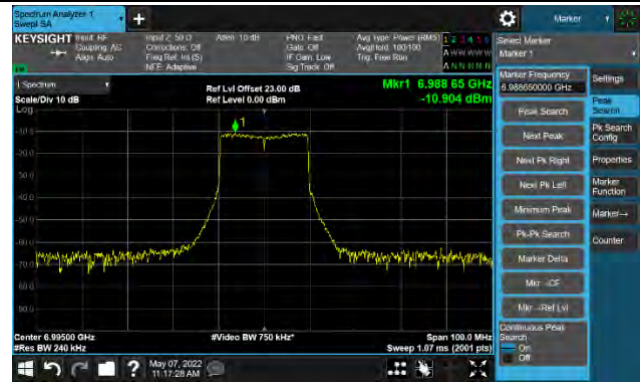 Spectrum Analyzer 1
Swept SA
+
Marker
KEYSIGHT
Input: RF
Coupling: AC
Align: Auto
Input Z: 50 Ω
Corrections: Off
Freq Ref: Int (S)
NFE: Adaptive
Atten: 10 dB
PNO: Fast
Gate: Off
IF Gain: Low
Sig Track: Off
Avg Type: Power (RMS)
Avg|Hold: 100/100
Trig: Free Run
1 2 3 4 5 6
A W W W W W
A N N N N N
Select Marker
Marker 1
1 Spectrum
Scale/Div 10 dB
Log
Ref Lvl Offset 23.00 dB
Ref Level 0.00 dBm
Mkr1 6.988 65 GHz
-10.904 dBm
1
-10.0
-20.0
-30.0
-40.0
-50.0
-60.0
-70.0
Center 6.99500 GHz
#Res BW 240 kHz
#Video BW 750 kHz*
Span 100.0 MHz
Sweep 1.07 ms (2001 pts)
Marker Frequency
6.988650000 GHz
Peak Search
Next Peak
Next Pk Right
Next Pk Left
Minimum Peak
Pk-Pk Search
Marker Delta
Mkr→CF
Mkr→Ref Lvl
Continuous Peak
Search
On
Off
Settings
Peak
Search
Pk Search
Config
Properties
Marker
Function
Marker→
Counter
?
May 07, 2022
11:17:28 AM